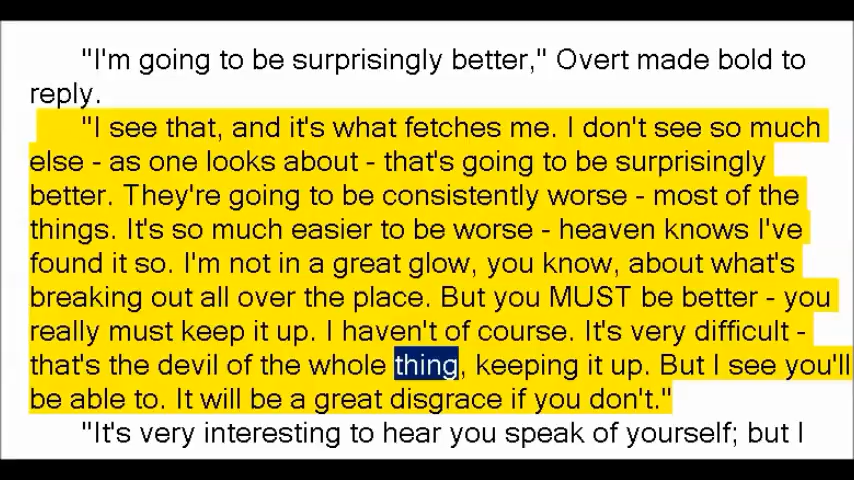 "I'm going to be surprisingly better," Overt made bold to
reply.
"I see that, and it's what fetches me. I don't see so much
else - as one looks about - that's going to be surprisingly
better. They're going to be consistently worse - most of the
things. It's so much easier to be worse - heaven knows I've
found it so. I'm not in a great glow, you know, about what's
breaking out all over the place. But you MUST be better - you
really must keep it up. I haven't of course. It's very difficult -
that's the devil of the whole thing, keeping it up. But I see you'll
be able to. It will be a great disgrace if you don't."
"It's very interesting to hear you speak of yourself; but I